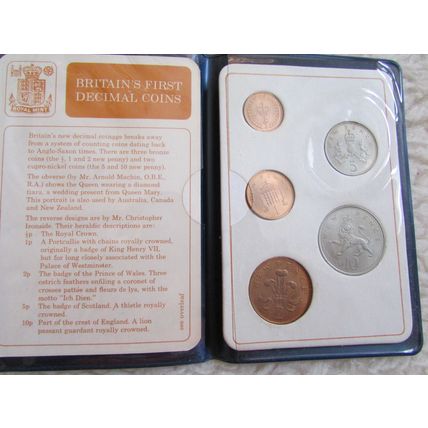 ROYAL MINT
BRITAIN'S FIRST
DECIMAL COINS
Britain's new decimal coinage breaks away
from a system of counting coins dating back
to Anglo-Saxon times. There are three bronze
coins (the ½, 1 and 2 new penny) and two
cupro-nickel coins (the 5 and 10 new penny).
The obverse (by Mr. Arnold Machin, O.B.E.,
R.A.) shows the Queen wearing a diamond
tiara, a wedding present from Queen Mary.
This portrait is also used by Australia, Canada
and New Zealand.
The reverse designs are by Mr. Christopher
Ironside. Their heraldic descriptions are:
½p The Royal Crown.
1p A Portcullis with chains royally crowned,
originally a badge of King Henry VII,
but for long closely associated with the
Palace of Westminster.
2p The badge of the Prince of Wales. Three
ostrich feathers enfiling a coronet of
crosses pattée and fleurs de lys, with the
motto "Ich Dien."
5p The badge of Scotland. A thistle royally
crowned.
10p Part of the crest of England. A lion
passant guardant royally crowned.
see overleaf
5
10